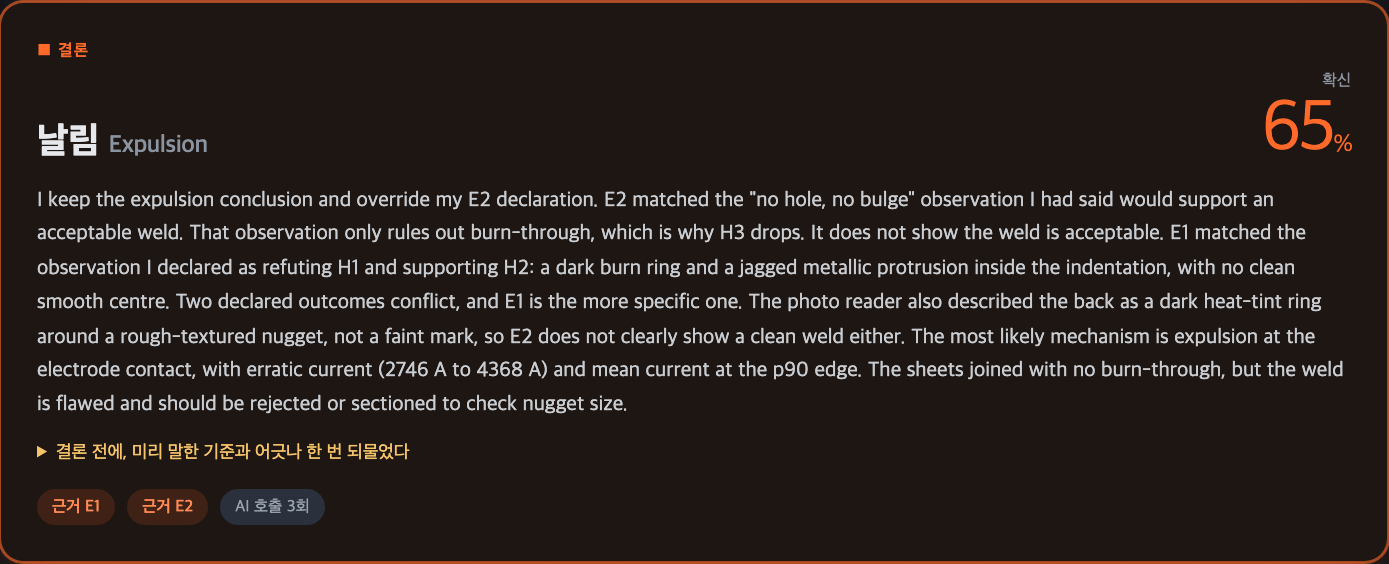 결론
확신
65%
날림 Expulsion
I keep the expulsion conclusion and override my E2 declaration. E2 matched the "no hole, no bulge" observation I had said would support an
acceptable weld. That observation only rules out burn-through, which is why H3 drops. It does not show the weld is acceptable. E1 matched the
observation I declared as refuting H1 and supporting H2: a dark burn ring and a jagged metallic protrusion inside the indentation, with no clean
smooth centre. Two declared outcomes conflict, and E1 is the more specific one. The photo reader also described the back as a dark heat-tint ring
around a rough-textured nugget, not a faint mark, so E2 does not clearly show a clean weld either. The most likely mechanism is expulsion at the
electrode contact, with erratic current (2746 A to 4368 A) and mean current at the p90 edge. The sheets joined with no burn-through, but the weld
is flawed and should be rejected or sectioned to check nugget size.
▶ 결론 전에, 미리 말한 기준과 어긋나 한 번 되물었다
근거 E1 근거 E2 AI 호출 3회